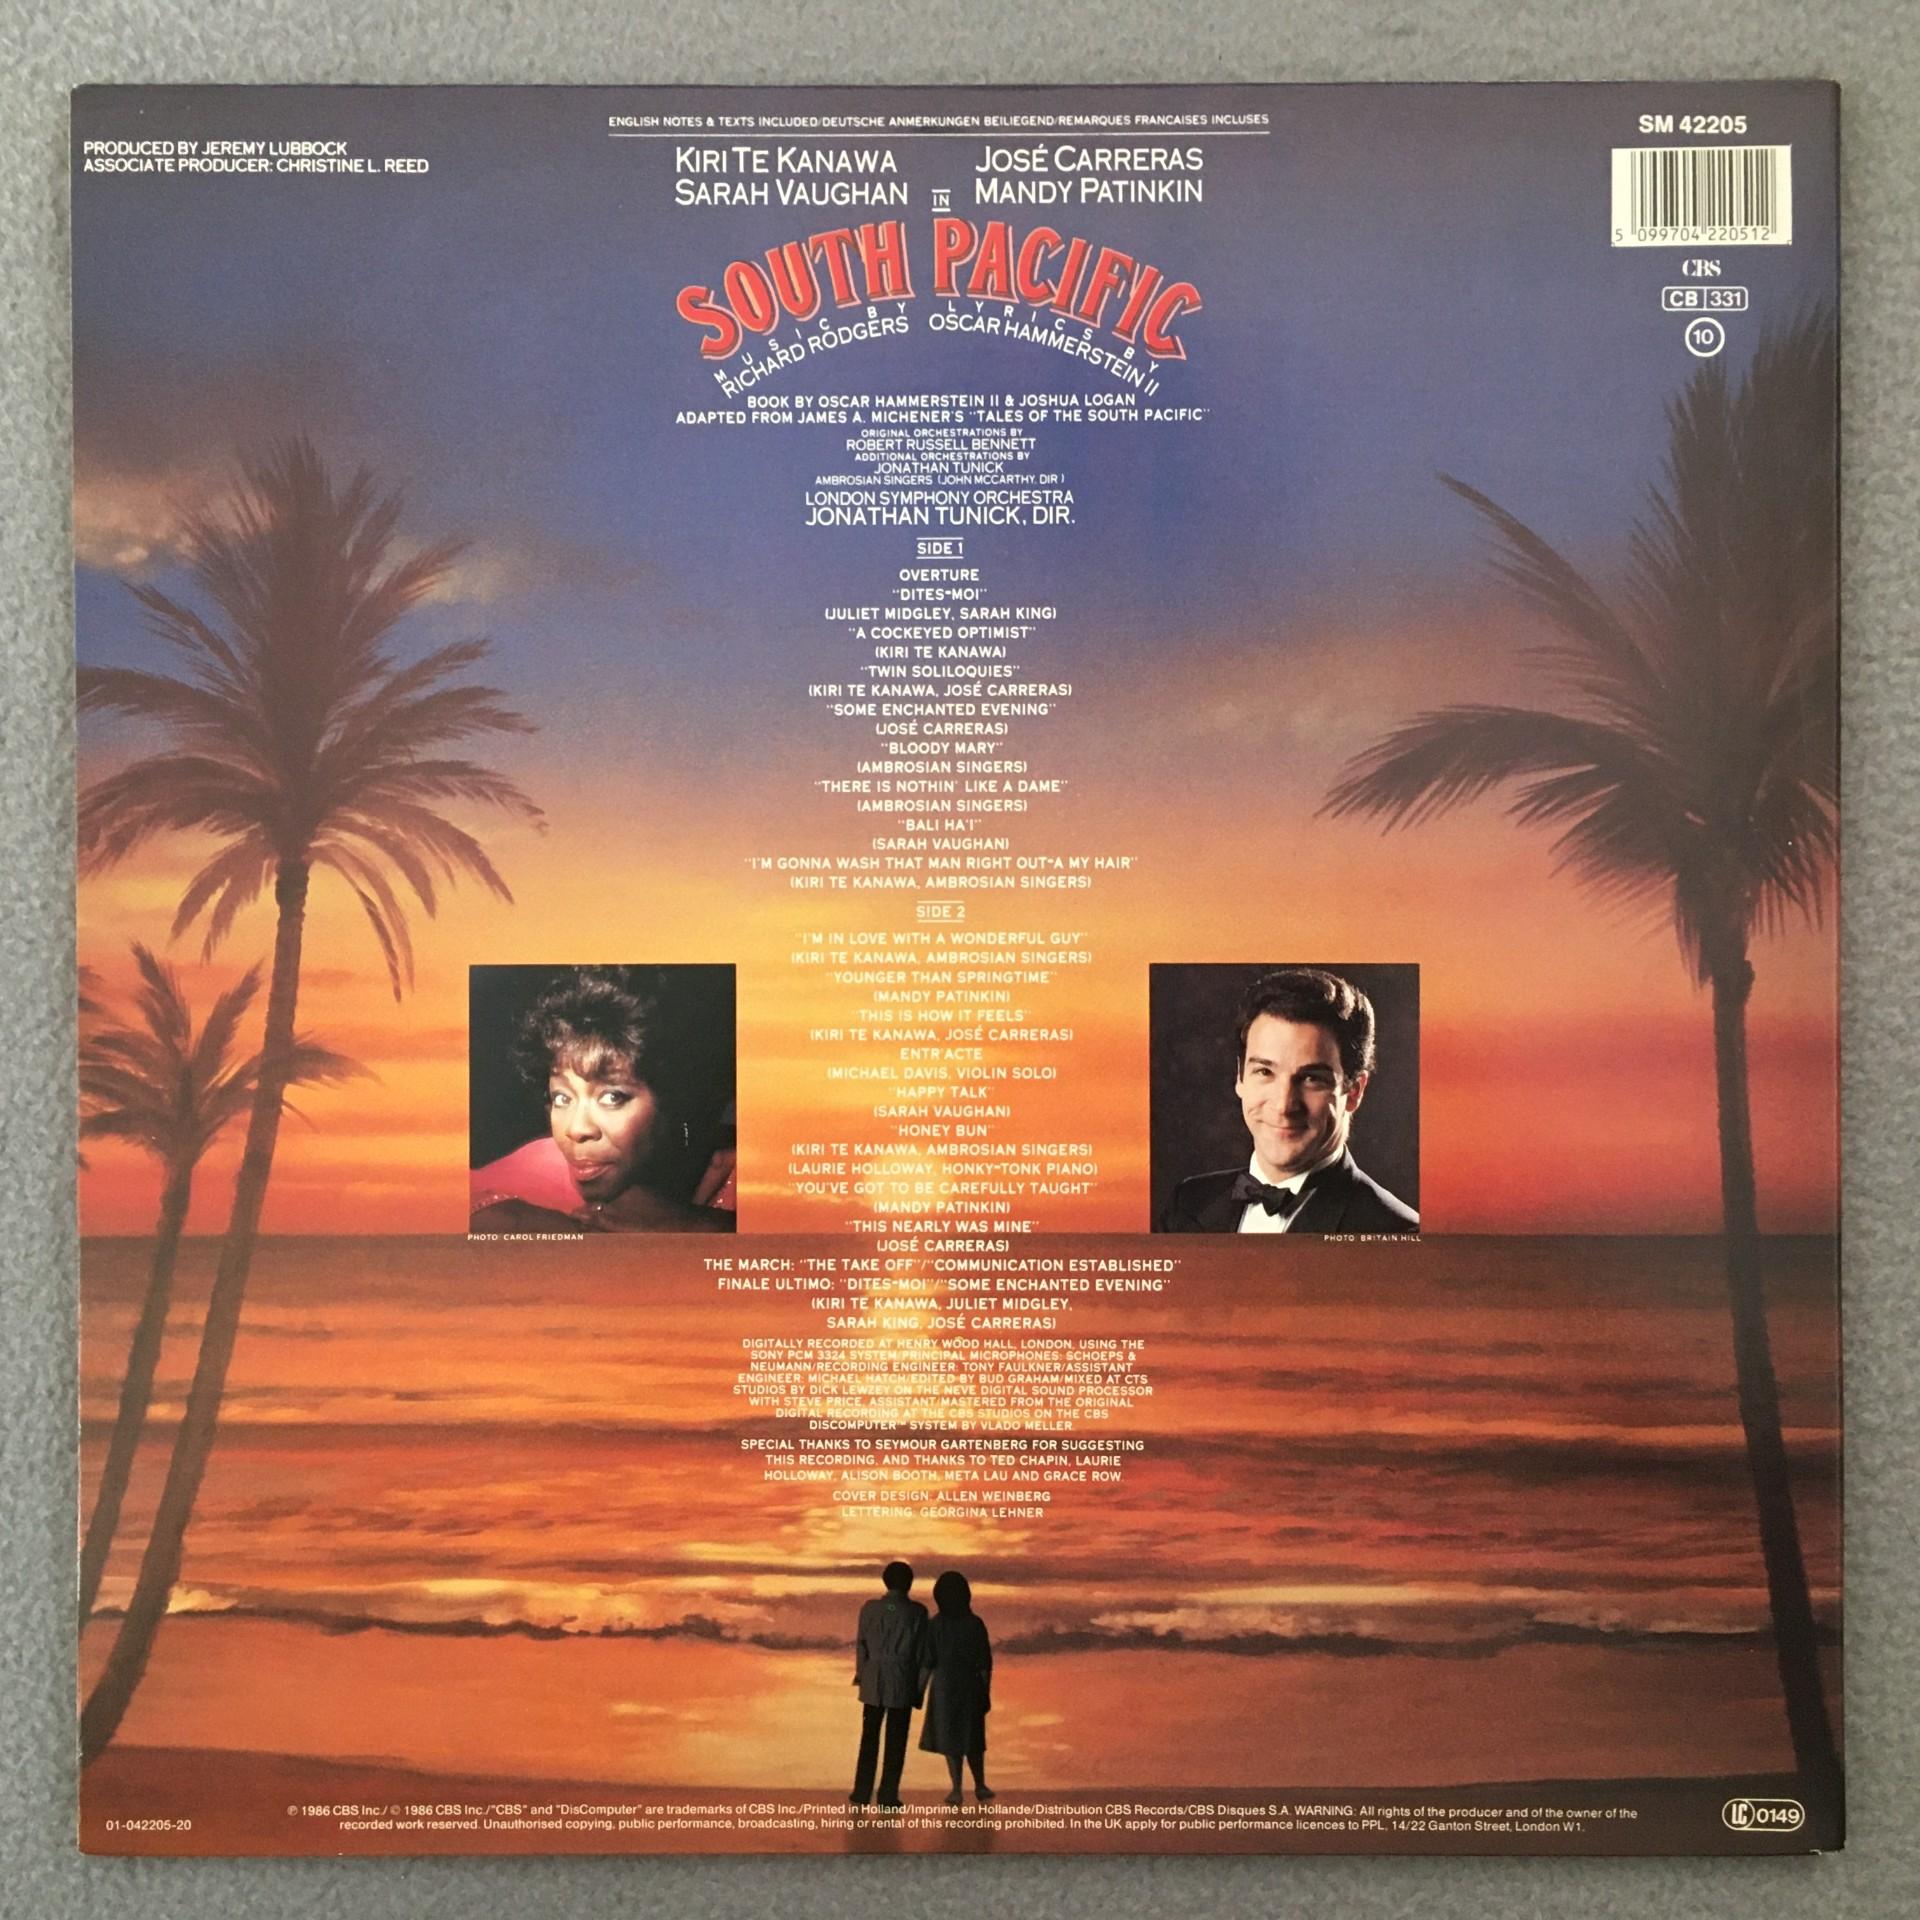 ENGLISH NOTES & TEXTS INCLUDED/DEUTSCHE ANMERKUNGEN BEILIEGEND/REMARQUES FRANCAISES INCLUSES
SM 42205
PRODUCED BY JEREMY LUBBOCK
ASSOCIATE PRODUCER: CHRISTINE L. REED
KIRI TE KANAWA JOSÉ CARRERAS
SARAH VAUGHAN IN MANDY PATINKIN
5 099704 220512
CBS
CB 331
10
SOUTH PACIFIC
MUSIC BY LYRICS BY
RICHARD RODGERS OSCAR HAMMERSTEIN II
BOOK BY OSCAR HAMMERSTEIN II & JOSHUA LOGAN
ADAPTED FROM JAMES A. MICHENER'S "TALES OF THE SOUTH PACIFIC"
ORIGINAL ORCHESTRATIONS BY
ROBERT RUSSELL BENNETT
ADDITIONAL ORCHESTRATIONS BY
JONATHAN TUNICK
AMBROSIAN SINGERS (JOHN MCCARTHY, DIR.)
LONDON SYMPHONY ORCHESTRA
JONATHAN TUNICK, DIR.
SIDE 1
OVERTURE
"DITES-MOI"
(JULIET MIDGLEY, SARAH KING)
"A COCKEYED OPTIMIST"
(KIRI TE KANAWA)
"TWIN SOLILOQUIES"
(KIRI TE KANAWA, JOSÉ CARRERAS)
"SOME ENCHANTED EVENING"
(JOSÉ CARRERAS)
"BLOODY MARY"
(AMBROSIAN SINGERS)
"THERE IS NOTHIN' LIKE A DAME"
(AMBROSIAN SINGERS)
"BALI HA'I"
(SARAH VAUGHAN)
"I'M GONNA WASH THAT MAN RIGHT OUT-A MY HAIR"
(KIRI TE KANAWA, AMBROSIAN SINGERS)
SIDE 2
"I'M IN LOVE WITH A WONDERFUL GUY"
(KIRI TE KANAWA, AMBROSIAN SINGERS)
"YOUNGER THAN SPRINGTIME"
(MANDY PATINKIN)
"THIS IS HOW IT FEELS"
(KIRI TE KANAWA, JOSÉ CARRERAS)
ENTR'ACTE
(MICHAEL DAVIS, VIOLIN SOLO)
"HAPPY TALK"
(SARAH VAUGHAN)
"HONEY BUN"
(KIRI TE KANAWA, AMBROSIAN SINGERS)
(LAURIE HOLLOWAY, HONKY-TONK PIANO)
"YOU'VE GOT TO BE CAREFULLY TAUGHT"
(MANDY PATINKIN)
"THIS NEARLY WAS MINE"
(JOSÉ CARRERAS)
PHOTO: CAROL FRIEDMAN
PHOTO: BRITAIN HILL
THE MARCH: "THE TAKE OFF"/"COMMUNICATION ESTABLISHED"
FINALE ULTIMO: "DITES-MOI"/"SOME ENCHANTED EVENING"
(KIRI TE KANAWA, JULIET MIDGLEY,
SARAH KING, JOSÉ CARRERAS)
DIGITALLY RECORDED AT HENRY WOOD HALL, LONDON, USING THE
SONY PCM 3324 SYSTEM/PRINCIPAL MICROPHONES: SCHOEPS &
NEUMANN/RECORDING ENGINEER: TONY FAULKNER/ASSISTANT
ENGINEER: MICHAEL HATCH/EDITED BY BUD GRAHAM/MIXED AT CTS
STUDIOS BY DICK LEWZEY ON THE NEVE DIGITAL SOUND PROCESSOR
WITH STEVE PRICE, ASSISTANT/MASTERED FROM THE ORIGINAL
DIGITAL RECORDING AT THE CBS STUDIOS ON THE CBS
DISCOMPUTER™ SYSTEM BY VLADO MELLER.
SPECIAL THANKS TO SEYMOUR GARTENBERG FOR SUGGESTING
THIS RECORDING, AND THANKS TO TED CHAPIN, LAURIE
HOLLOWAY, ALISON BOOTH, META LAU AND GRACE ROW.
COVER DESIGN: ALLEN WEINBERG
LETTERING: GEORGINA LEHNER
℗ 1986 CBS Inc./ © 1986 CBS Inc./"CBS" and "DisComputer" are trademarks of CBS Inc./Printed in Holland/Imprimé en Hollande/Distribution CBS Records/CBS Disques S.A. WARNING: All rights of the producer and of the owner of the
recorded work reserved. Unauthorised copying, public performance, broadcasting, hiring or rental of this recording prohibited. In the UK apply for public performance licences to PPL, 14/22 Ganton Street, London W1.
01-042205-20
LC 0149